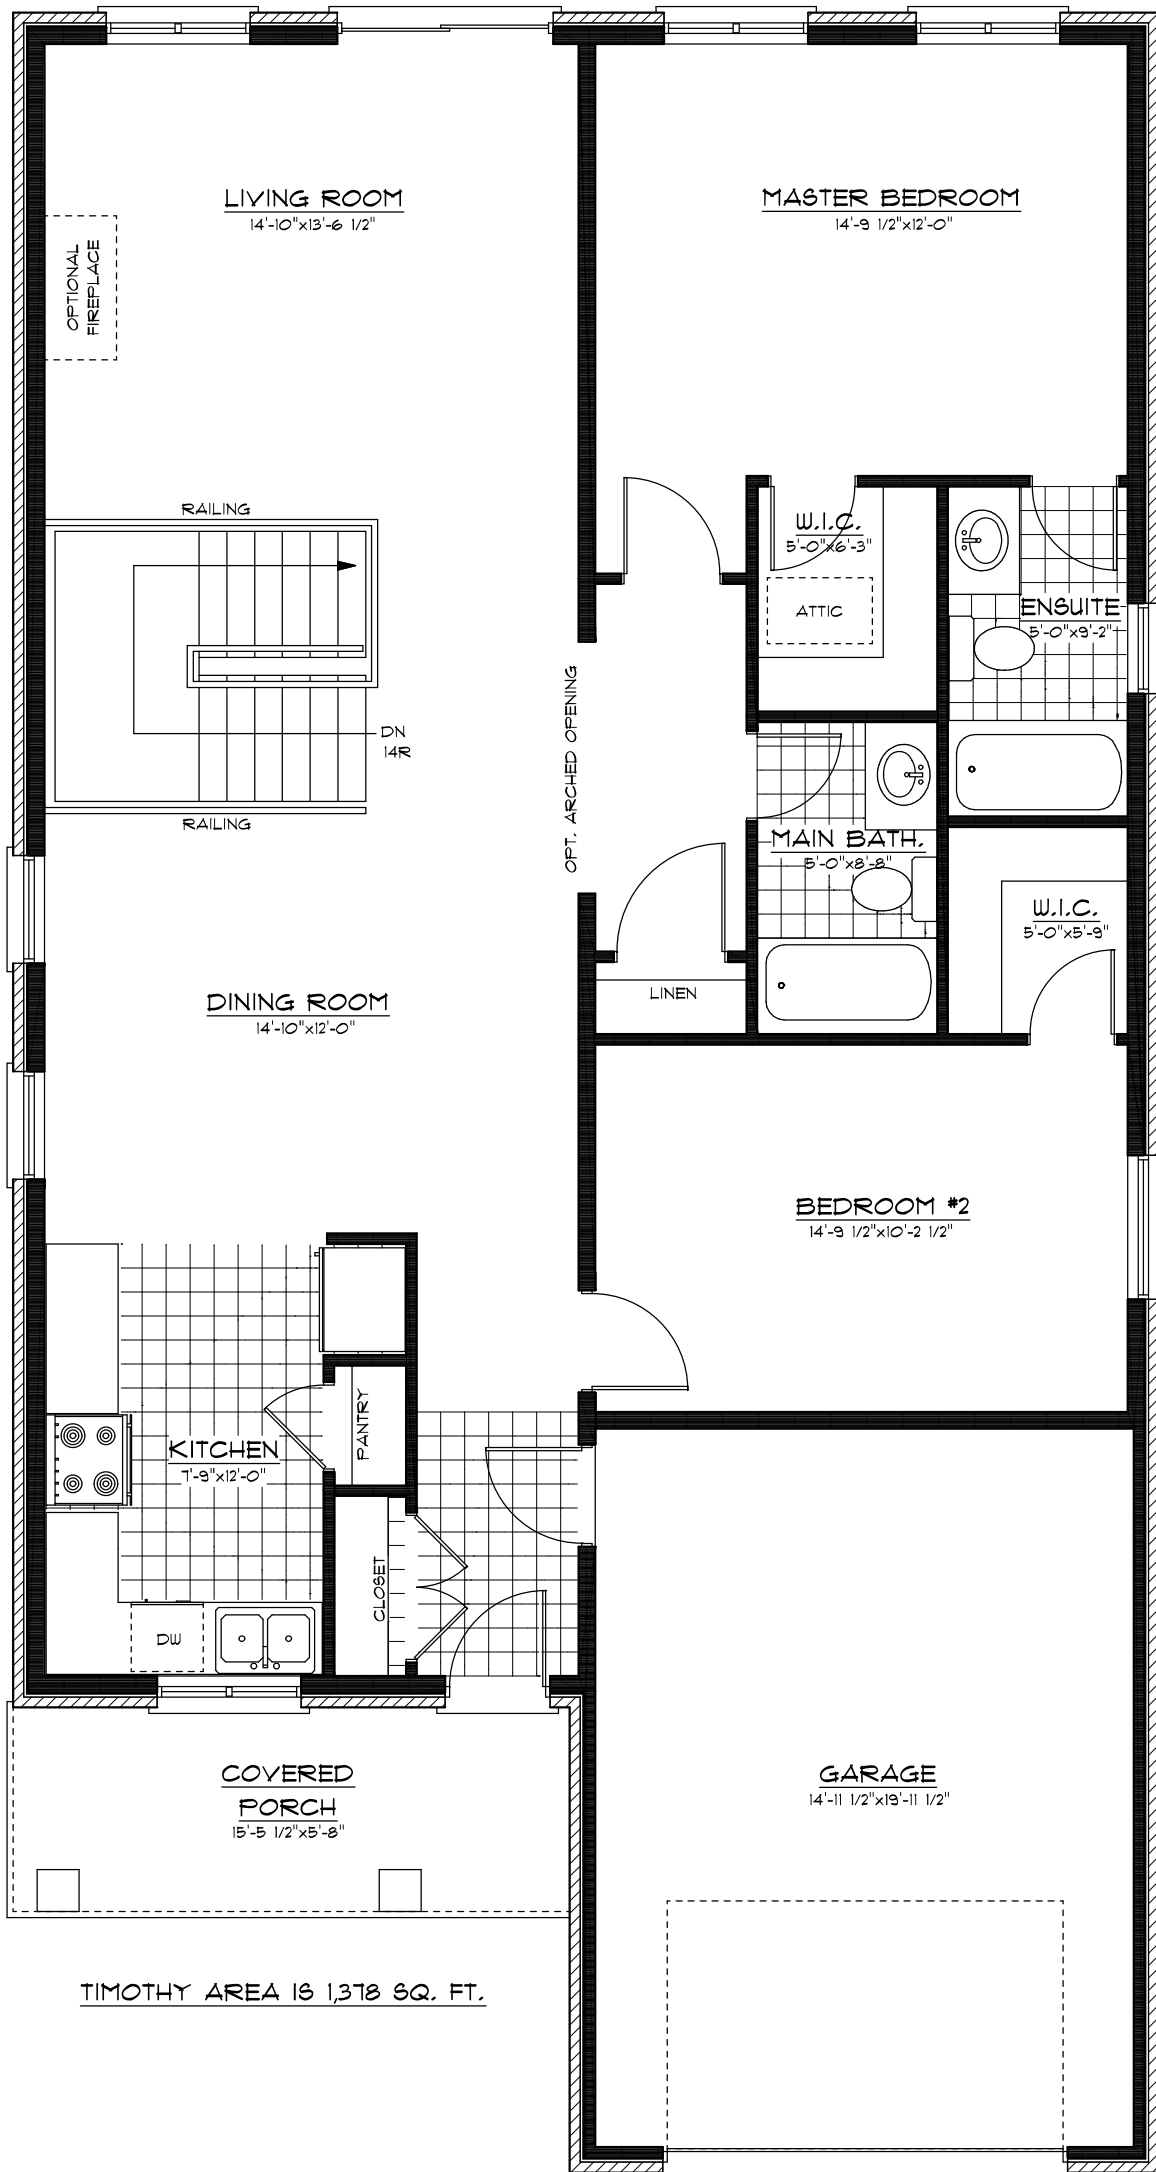 LIVING ROOM
14'-10"x13'-6 1/2"
MASTER BEDROOM
14'-9 1/2"x12'-0"
OPTIONAL
FIREPLACE
RAILING
W.I.C.
5'-0"x6'-3"
ATTIC
ENSUITE
5'-0"x9'-2"
DN
14R
RAILING
OPT. ARCHED OPENING
MAIN BATH.
5'-0"x8'-8"
W.I.C.
5'-0"x5'-9"
LINEN
DINING ROOM
14'-10"x12'-0"
BEDROOM #2
14'-9 1/2"x10'-2 1/2"
PANTRY
KITCHEN
7'-9"x12'-0"
CLOSET
DW
COVERED
PORCH
15'-5 1/2"x5'-8"
GARAGE
14'-11 1/2"x19'-11 1/2"
TIMOTHY AREA IS 1,378 SQ. FT.